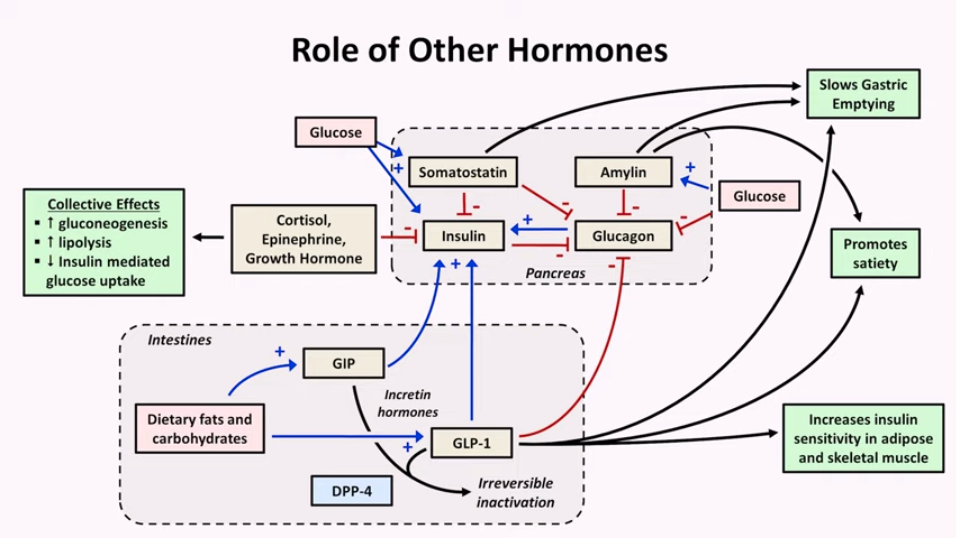 Role of Other Hormones
Slows Gastric
Emptying
Glucose
+
Somatostatin
Amylin
+
Glucose
-
-
-
-
Collective Effects
▪ ↑ gluconeogenesis
▪ ↑ lipolysis
▪ ↓ Insulin mediated
glucose uptake
Cortisol,
Epinephrine,
Growth Hormone
-
Insulin
+
Glucagon
-
-
+
Pancreas
Promotes
satiety
Intestines
+
GIP
Incretin
hormones
Dietary fats and
carbohydrates
+
GLP-1
Increases insulin
sensitivity in adipose
and skeletal muscle
DPP-4
Irreversible
inactivation